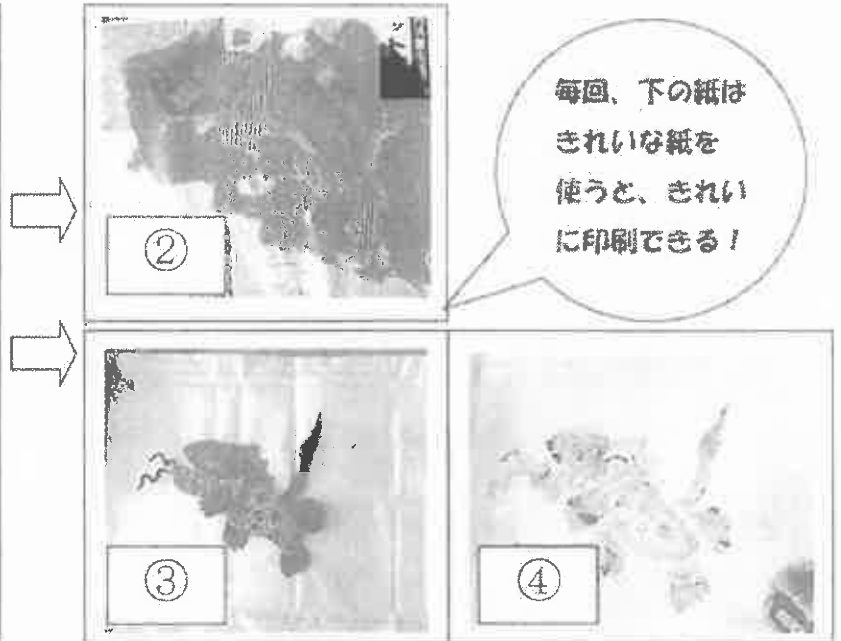 ②
毎回、下の紙は
きれいな紙を
使うと、きれい
に印刷できる！
③
④